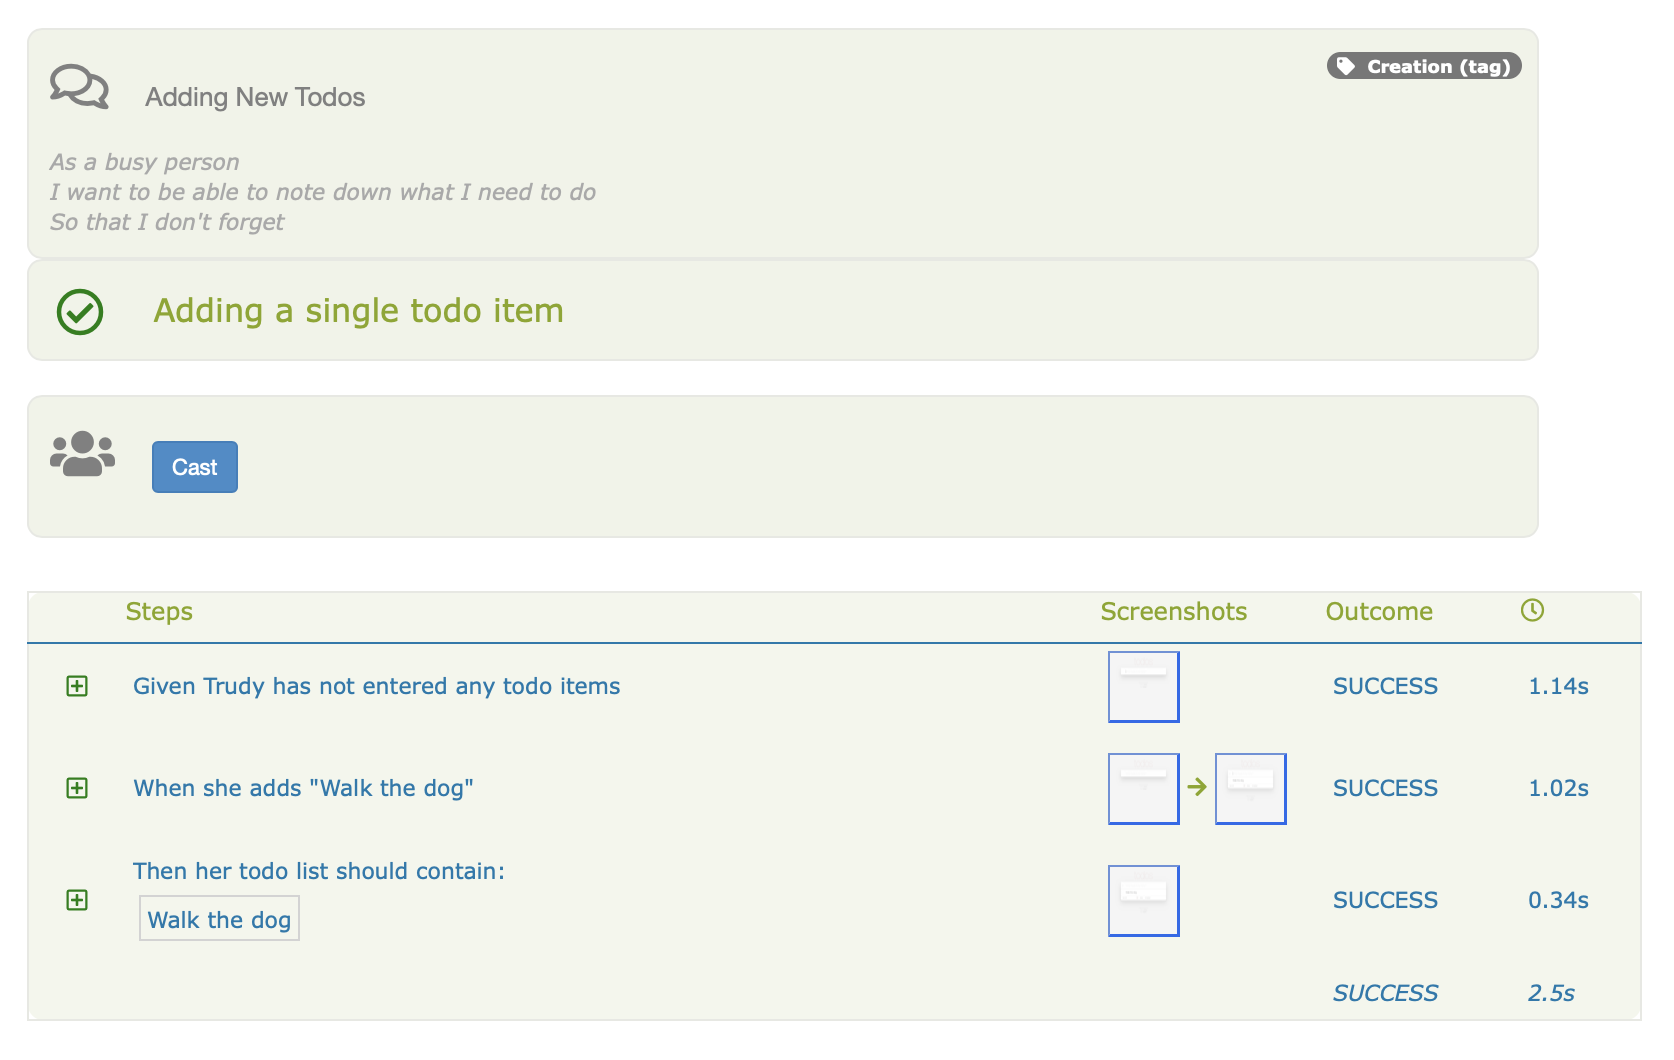 Creation (tag)
Adding New Todos
As a busy person
I want to be able to note down what I need to do
So that I don't forget
Adding a single todo item
Cast
Steps Screenshots Outcome
Given Trudy has not entered any todo items SUCCESS 1.14s
When she adds "Walk the dog" SUCCESS 1.02s
Then her todo list should contain:
Walk the dog SUCCESS 0.34s
SUCCESS 2.5s